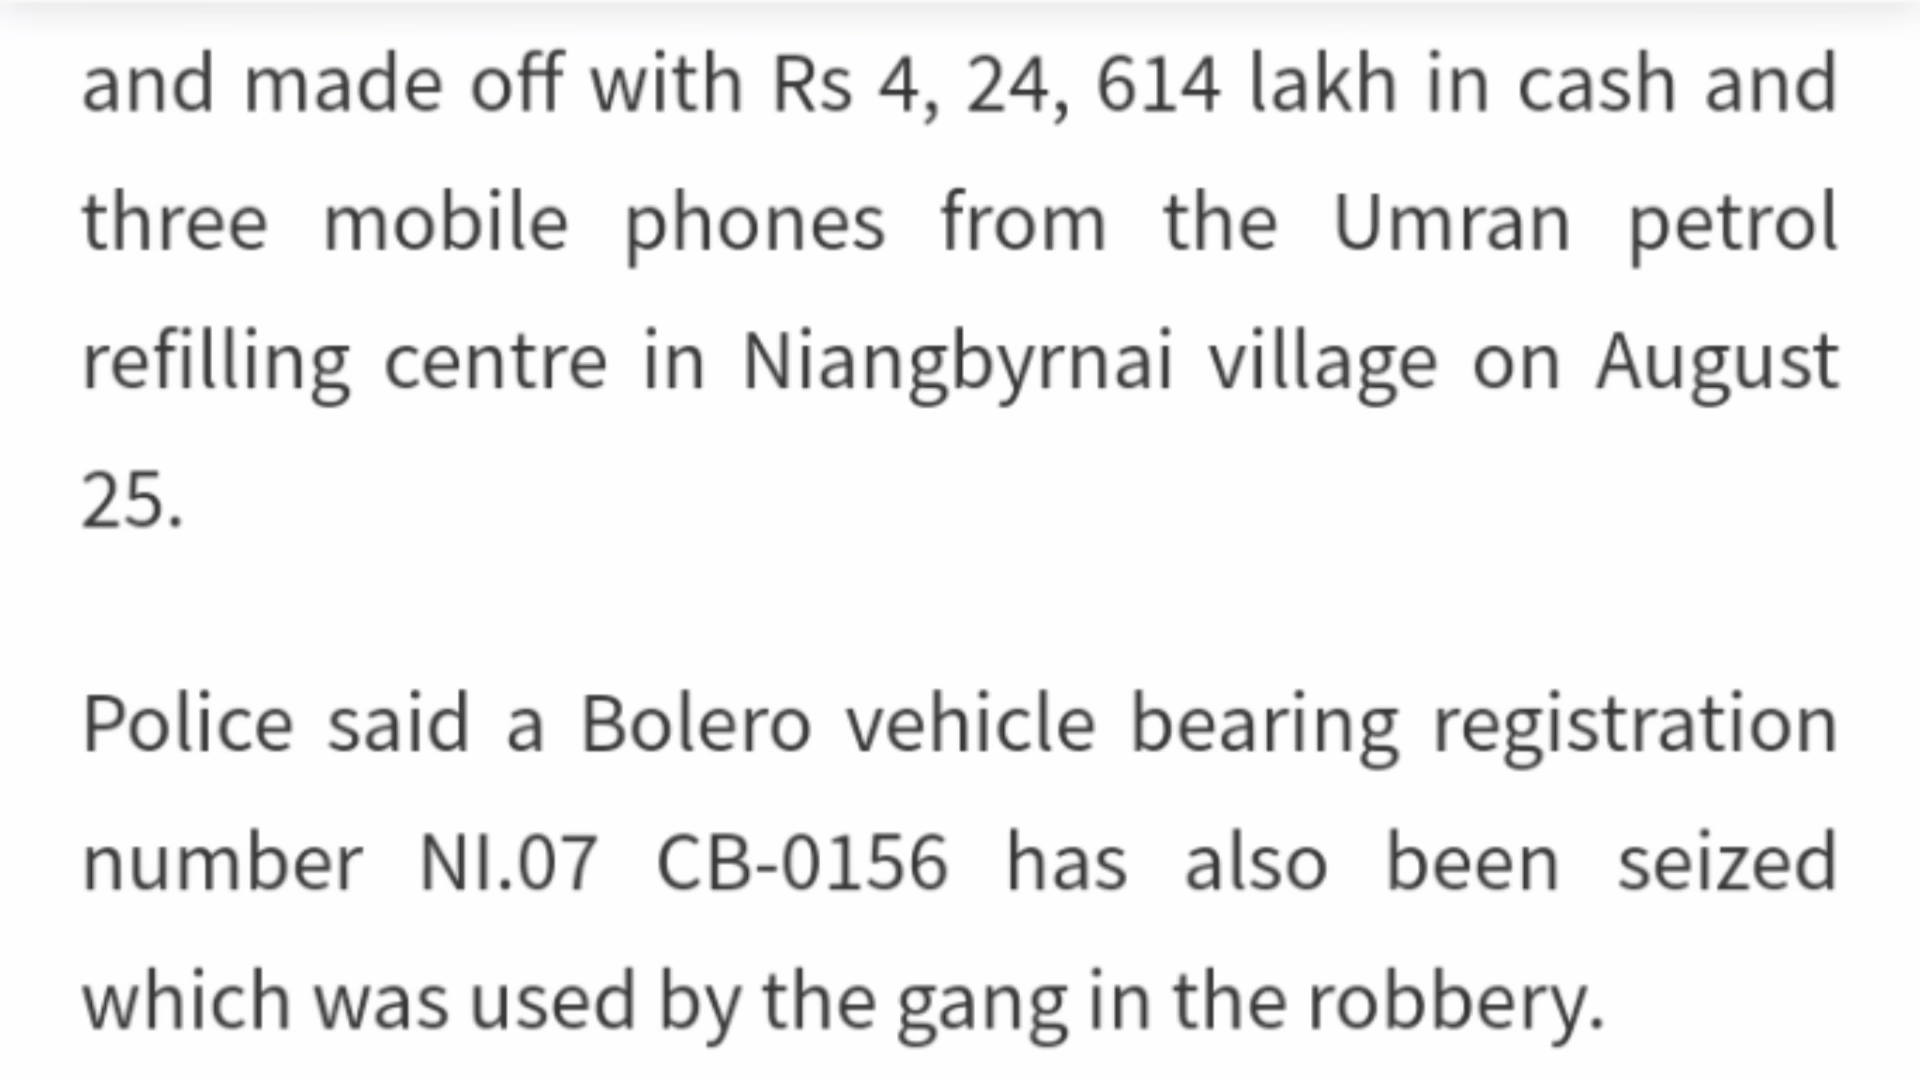 and made off with Rs 4, 24, 614 lakh in cash and
three mobile phones from the Umran petrol
refilling centre in Niangbyrnai village on August
25.
Police said a Bolero vehicle bearing registration
number NI.07 CB-0156 has also been seized
which was used by the gang in the robbery.